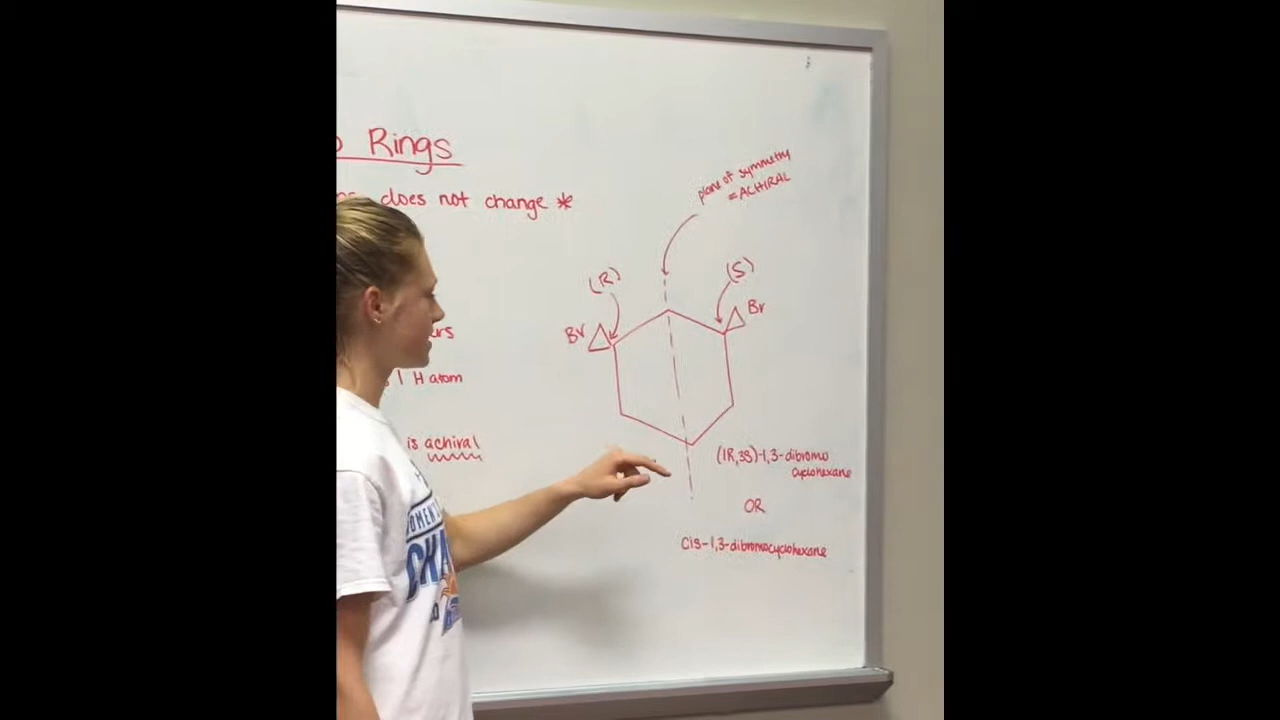 Rings
does not change *
plane of symmetry
= ACHIRAL
(R)
(S)
Br
Br
1 H atom
is achiral
(1R,3S)-1,3-dibromo
cyclohexane
OR
cis-1,3-dibromocyclohexane